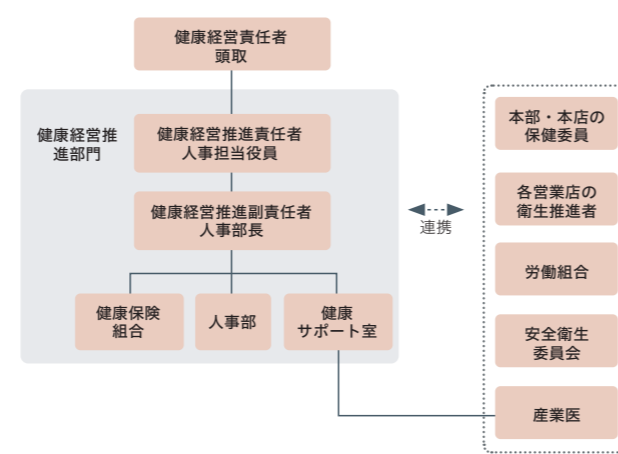 健康経営責任者
頭取
健康経営推
進部門
健康経営推進責任者
人事担当役員
健康経営推進副責任者
人事部長
健康保険
組合
人事部
健康
サポート室
連携
本部・本店の
保健委員
各営業店の
衛生推進者
労働組合
安全衛生
委員会
産業医